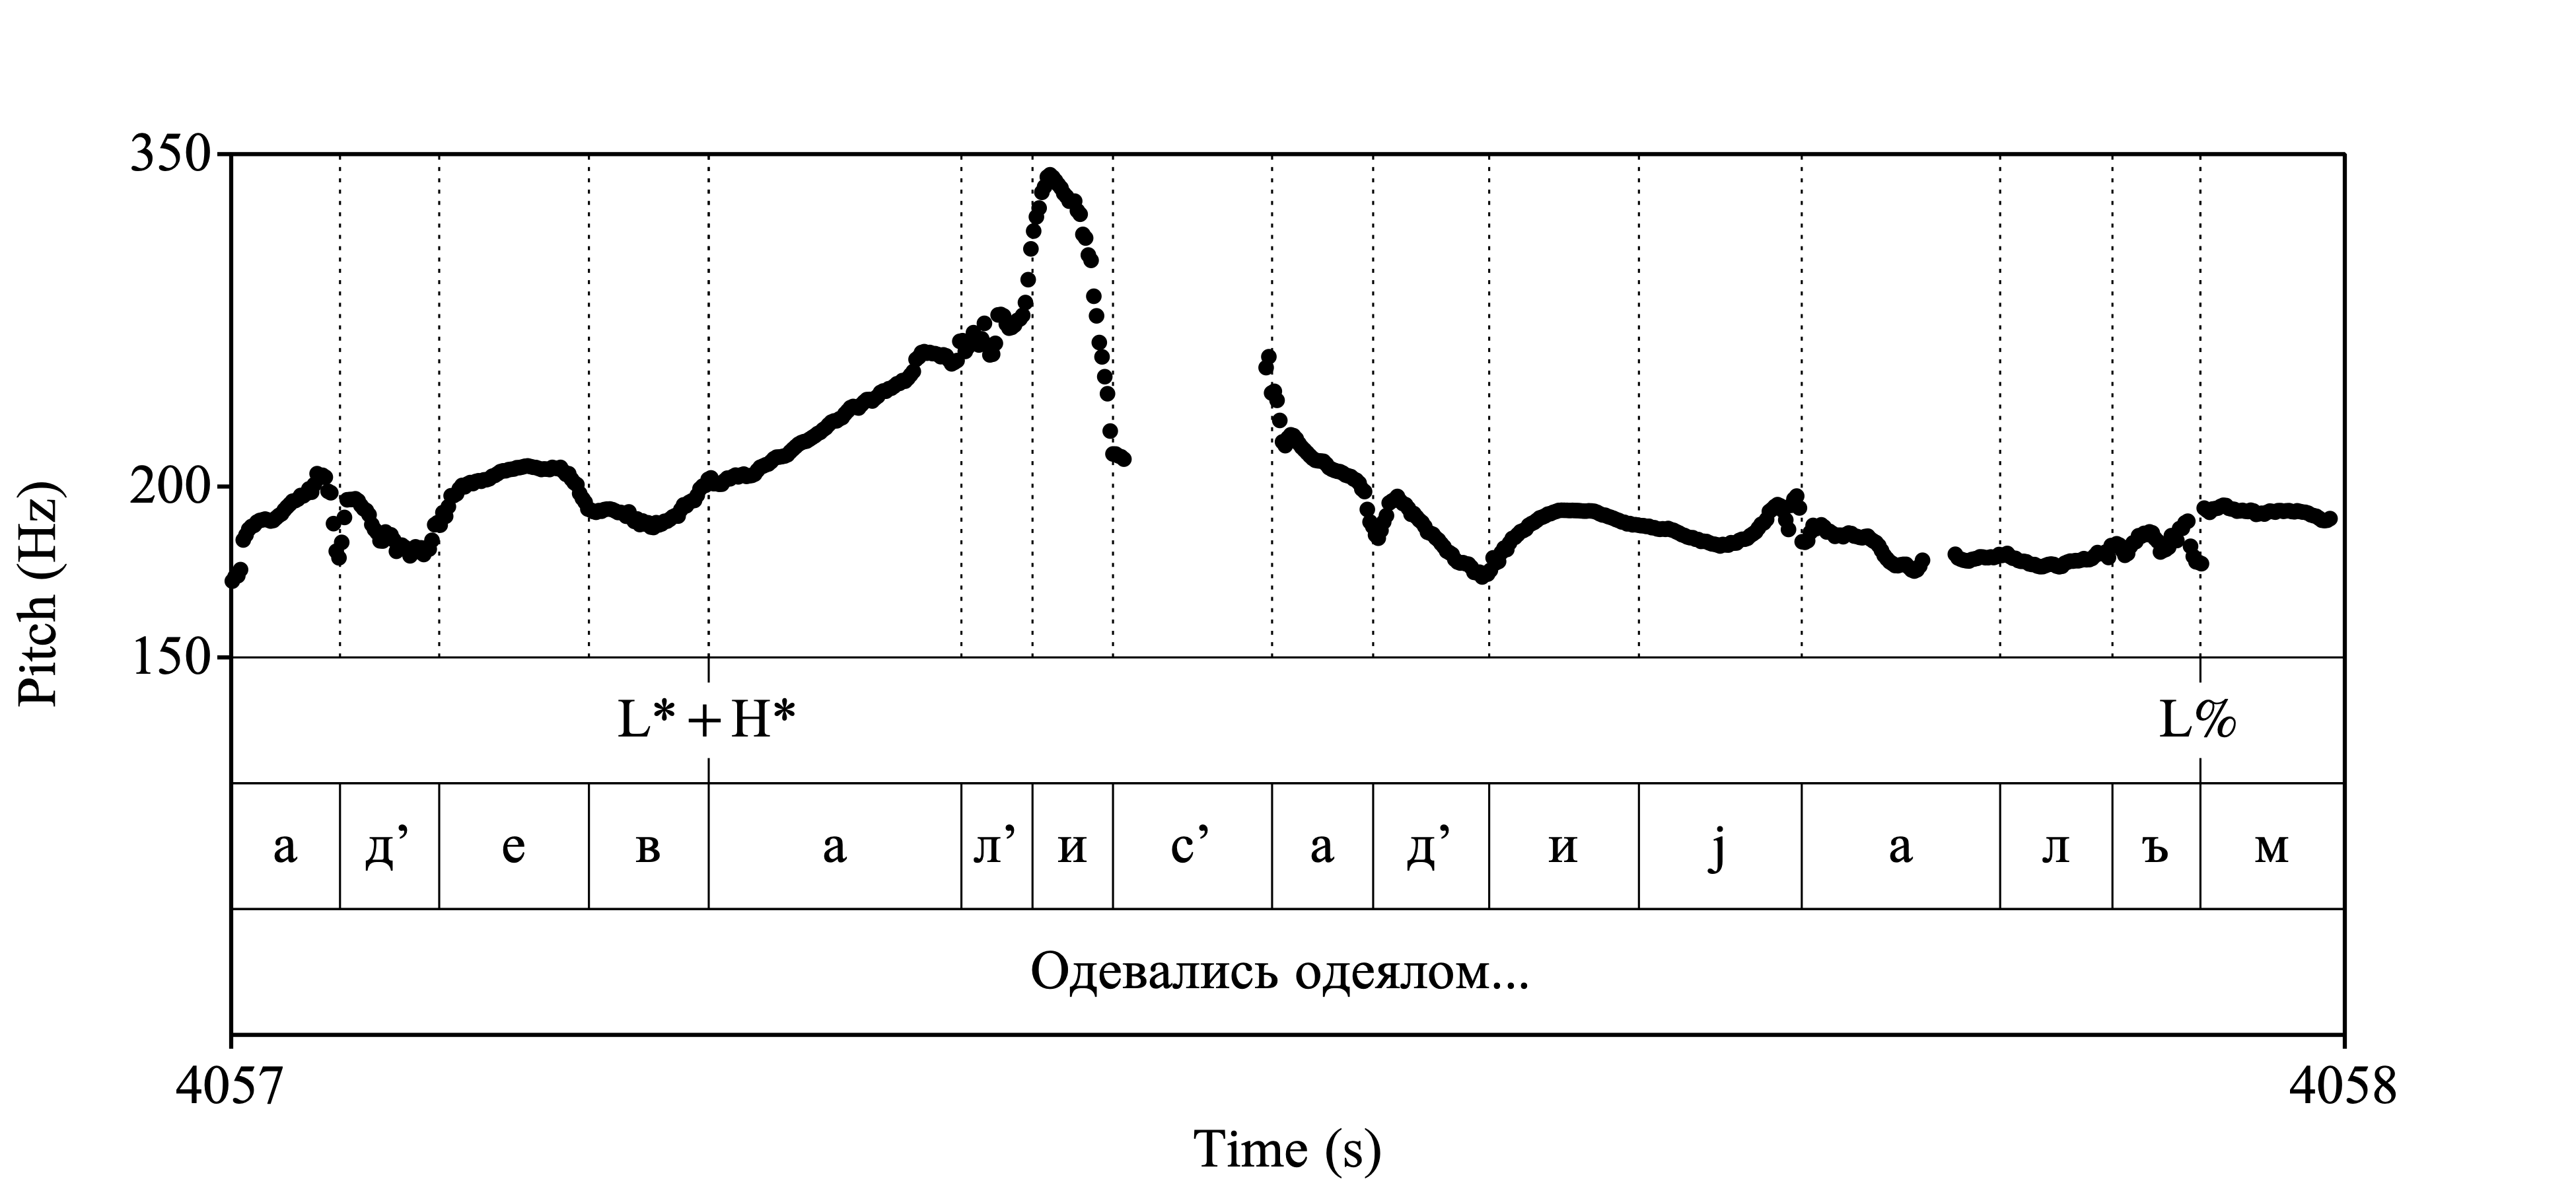 350
200
150
Pitch (Hz)
L*+H* L%
а д’ е в а л’ и с’ а д’ и j а л ъ м
Одевались одеялом...
4057 4058
Time (s)